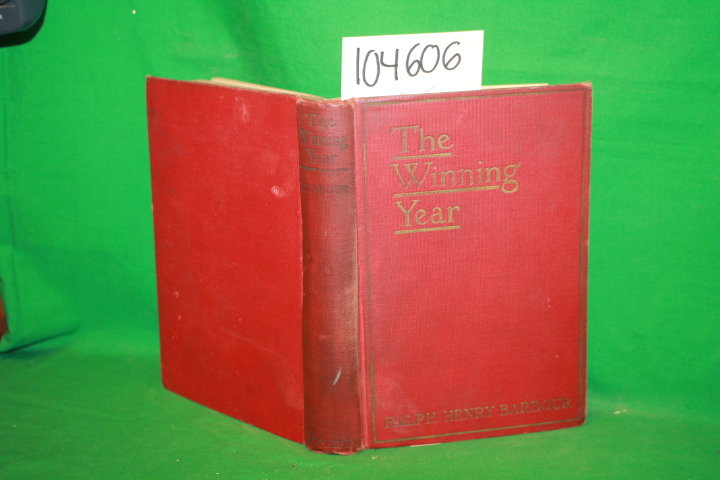 104606
The
Winning
Year
BARBOUR
The
Winning
Year
RALPH HENRY BARBOUR